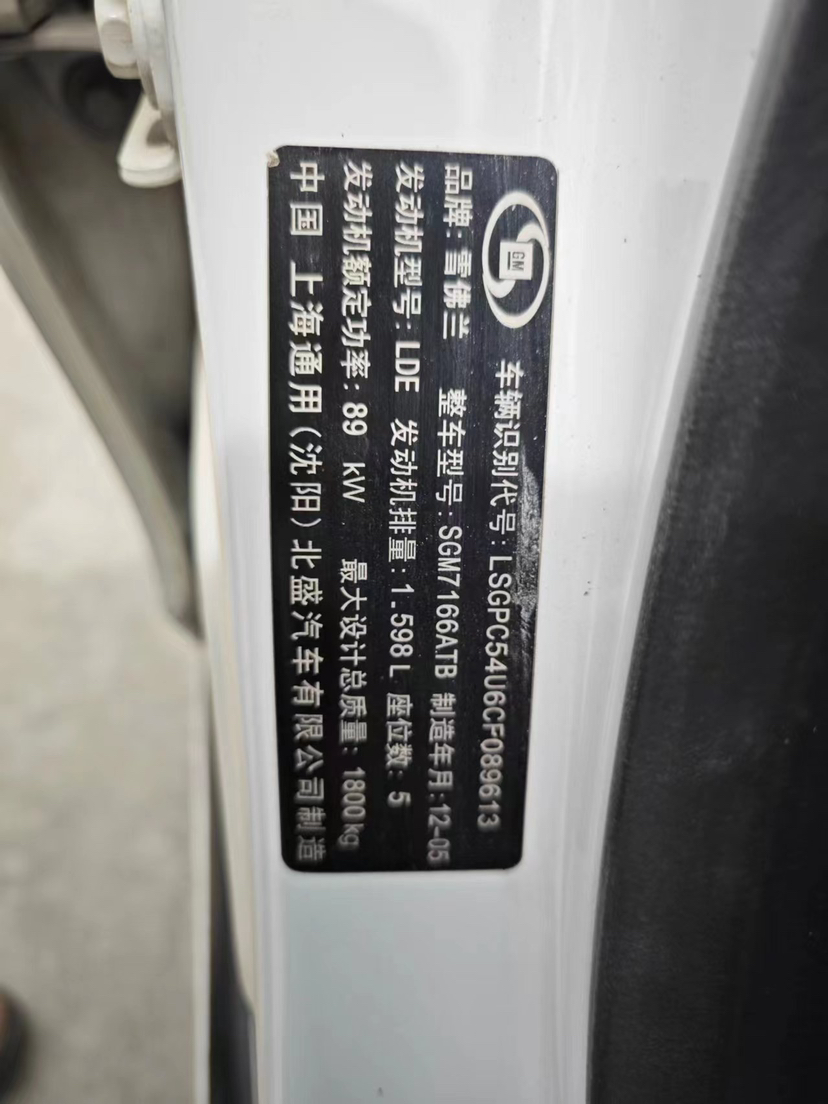 GM
车辆识别代号:LSGPC54U6CF089613
品牌:雪佛兰 整车型号:SGM7166ATB 制造年月:12-05
发动机型号:LDE 发动机排量:1.598L 座位数:5
发动机额定功率:89 kW 最大设计总质量:1800kg
中国 上海通用(沈阳)北盛汽车有限公司制造